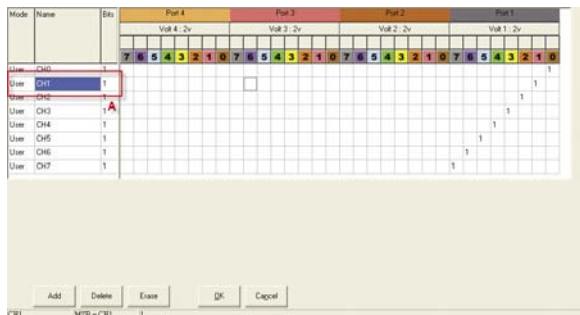 Mode Name Bits Port 4 Port 3 Port 2 Port 1
Volt 4 : 2v Volt 3 : 2v Volt 2 : 2v Volt 1 : 2v
7 6 5 4 3 2 1 0 7 6 5 4 3 2 1 0 7 6 5 4 3 2 1 0 7 6 5 4 3 2 1 0
User CH0 1 1
User CH1 1 1
User CH2 1 1
A
User CH3 1 1
User CH4 1 1
User CH5 1 1
User CH6 1 1
User CH7 1 1
Add Delete Erase OK Cancel